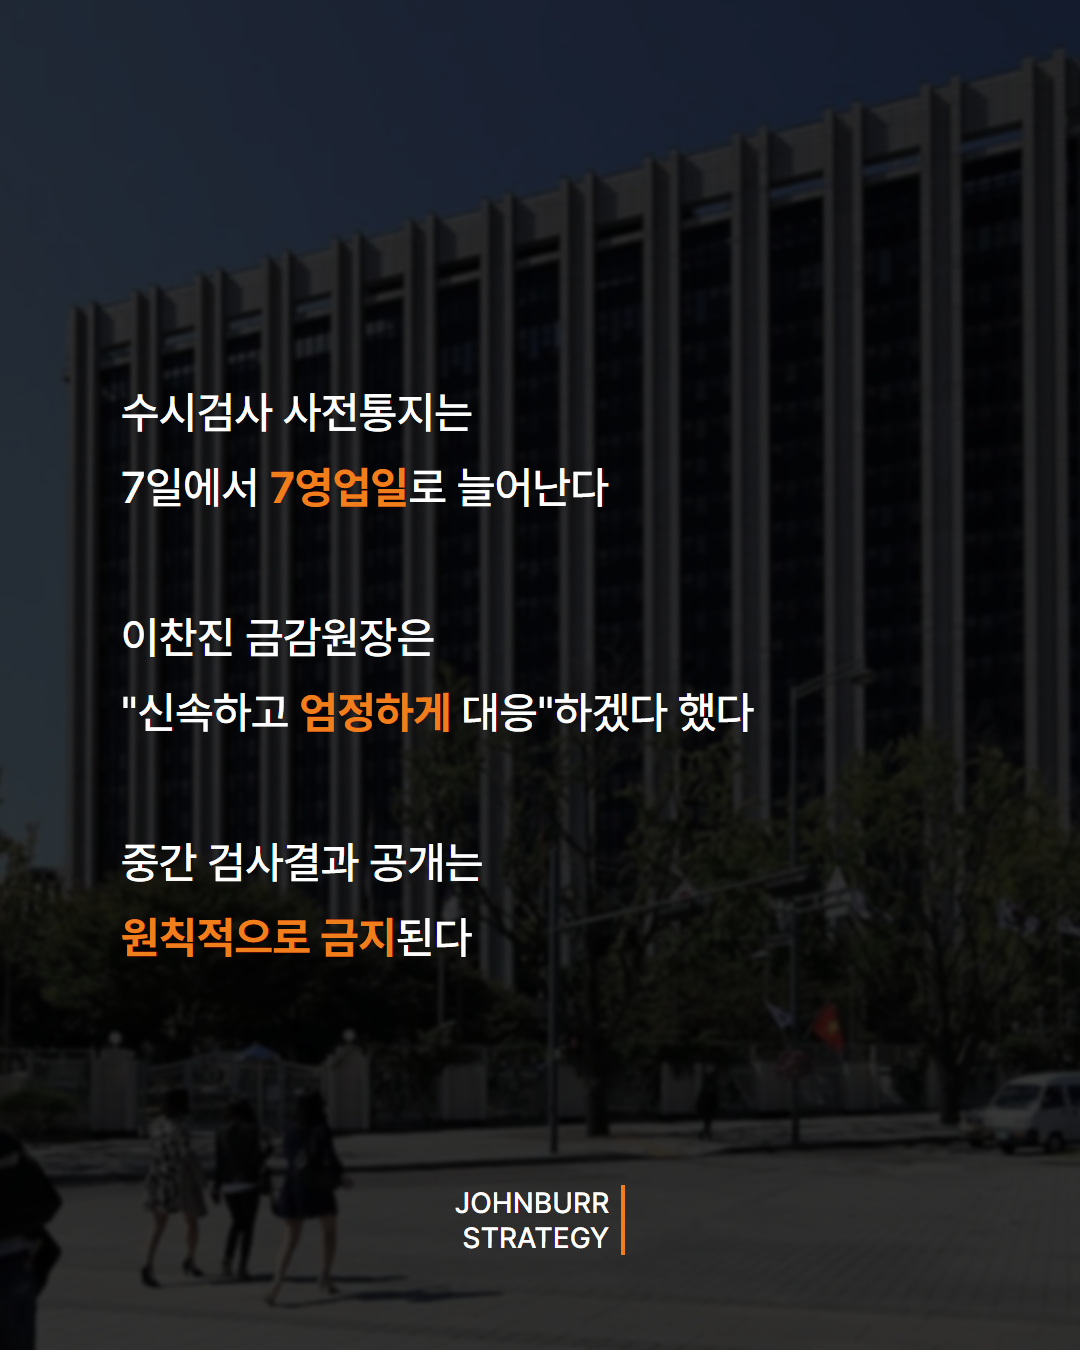 수시검사 사전통지는
7일에서 7영업일로 늘어난다
이찬진 금감원장은
"신속하고 엄정하게 대응"하겠다 했다
중간 검사결과 공개는
원칙적으로 금지된다
JOHNBURR
STRATEGY